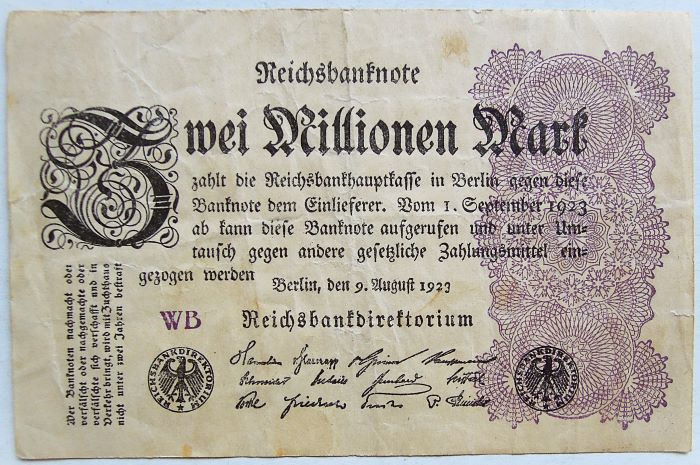 Reichsbanknote
Zwei Millionen Mark
zahlt die Reichsbankhauptkasse in Berlin gegen diese
Banknote dem Einlieferer. Vom 1. September 1923
ab kann diese Banknote aufgerufen und unter Um-
tausch gegen andere gesetzliche Zahlungsmittel ein-
gezogen werden
Berlin, den 9. August 1923
WB Reichsbankdirektorium
Wer Banknoten nachmacht oder
verfälscht oder nachgemachte oder
verfälschte sich verschafft und in
Verkehr bringt, wird mit Zuchthaus
nicht unter zwei Jahren bestraft
REICHSBANKDIREKTORIUM
REICHSBANKDIREKTORIUM